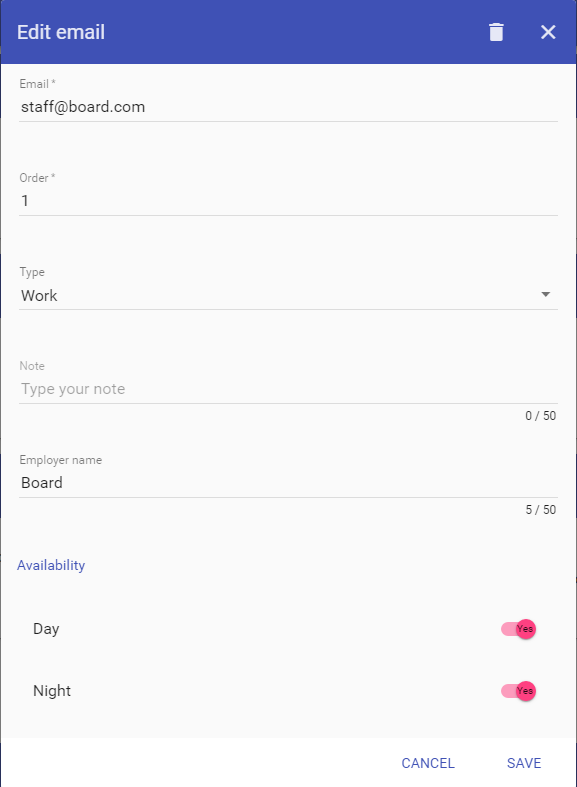 Edit email
Email *
staff@board.com
Order *
1
Type
Work
Note
Type your note
0 / 50
Employer name
Board
5 / 50
Availability
Day
Yes
Night
Yes
CANCEL
SAVE